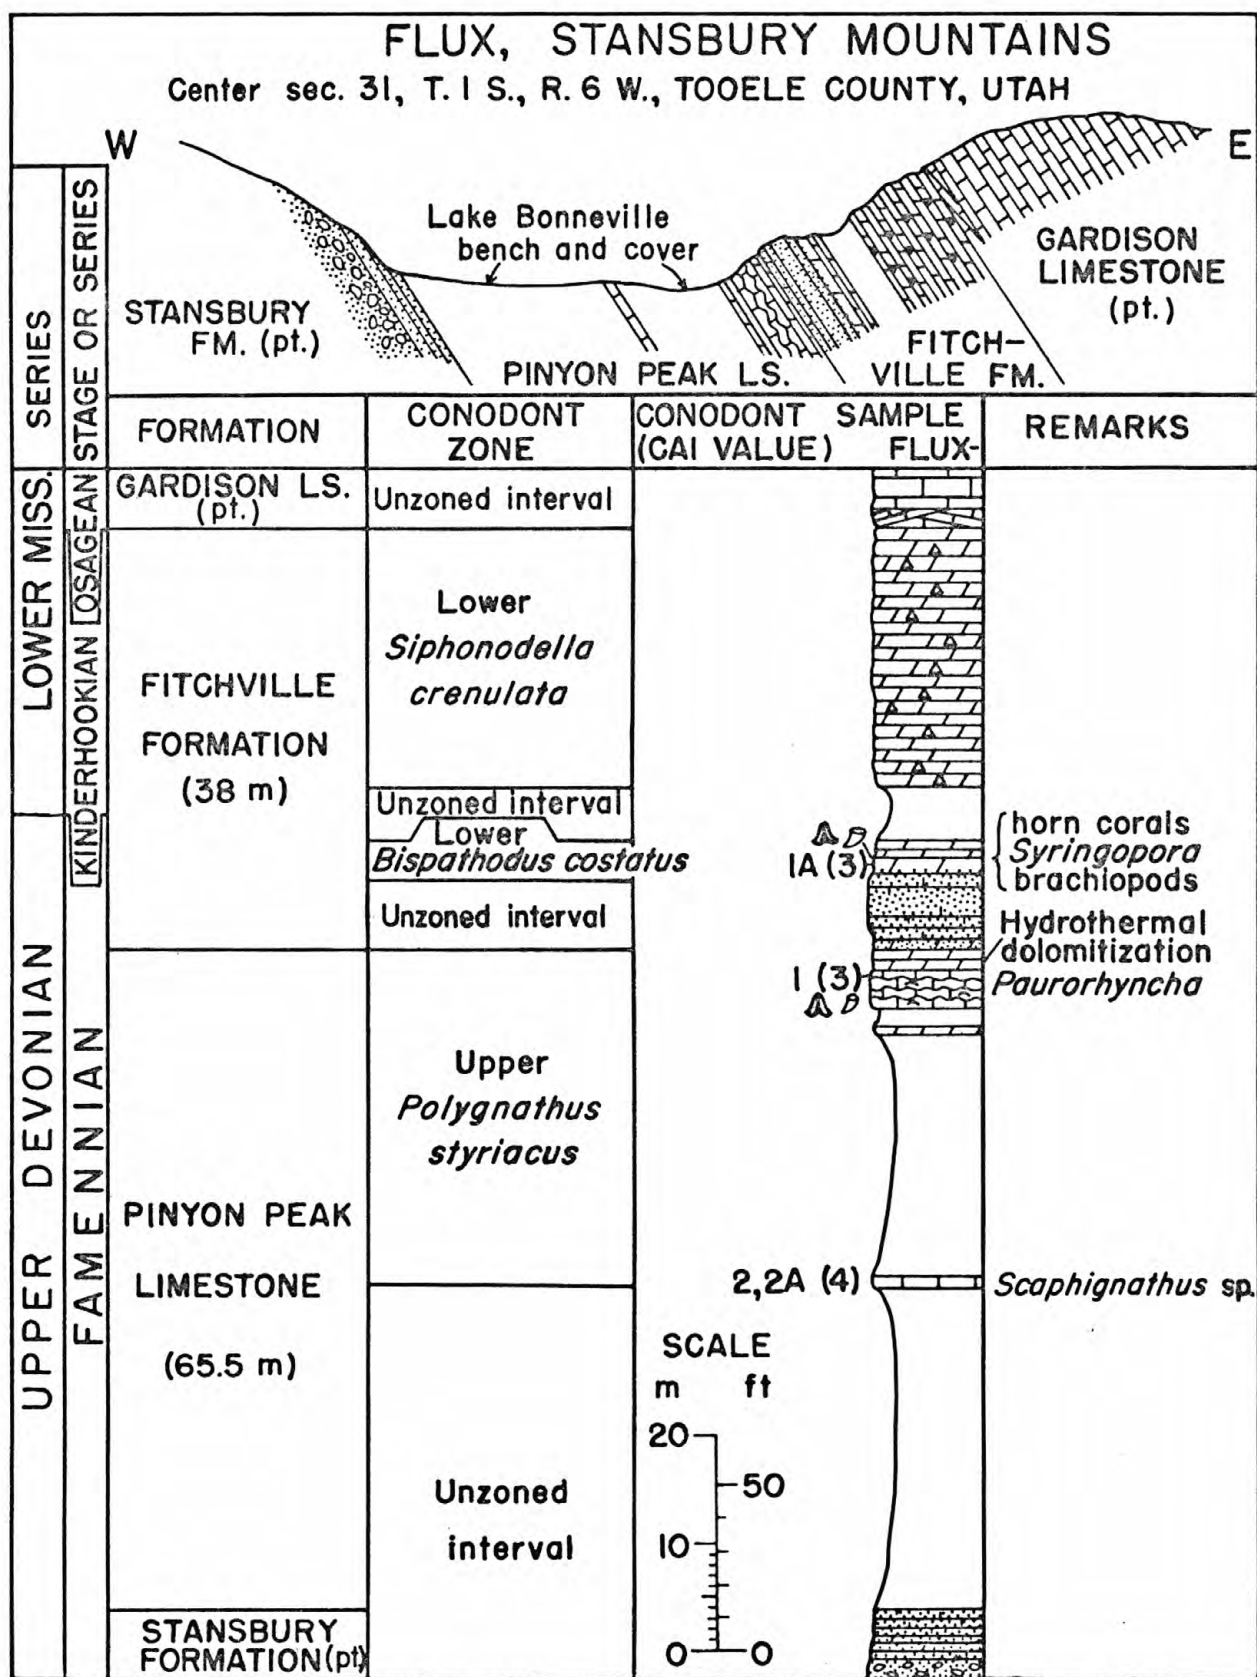 FLUX, STANSBURY MOUNTAINS
Center sec. 31, T. 1 S., R. 6 W., TOOELE COUNTY, UTAH
W
E
Lake Bonneville
bench and cover
STANSBURY
FM. (pt.)
PINYON PEAK LS.
FITCH-
VILLE FM.
GARDISON
LIMESTONE
(pt.)
SERIES
STAGE OR SERIES
FORMATION
CONODONT
ZONE
CONODONT SAMPLE
(CAI VALUE) FLUX-
REMARKS
LOWER MISS.
UPPER DEVONIAN
OSAGEAN
KINDERHOOKIAN
FAMENNIAN
GARDISON LS.
(pt.)
FITCHVILLE
FORMATION
(38 m)
PINYON PEAK
LIMESTONE
(65.5 m)
STANSBURY
FORMATION (pt)
Unzoned interval
Lower
Siphonodella
crenulata
Unzoned interval
Lower
Bispathodus costatus
Unzoned interval
Upper
Polygnathus
styriacus
Unzoned
interval
1A (3)
1 (3)
2,2A (4)
SCALE
m ft
20
50
10
0 0
horn corals
Syringopora
brachiopods
Hydrothermal
dolomitization
Paurorhyncha
Scaphignathus sp.